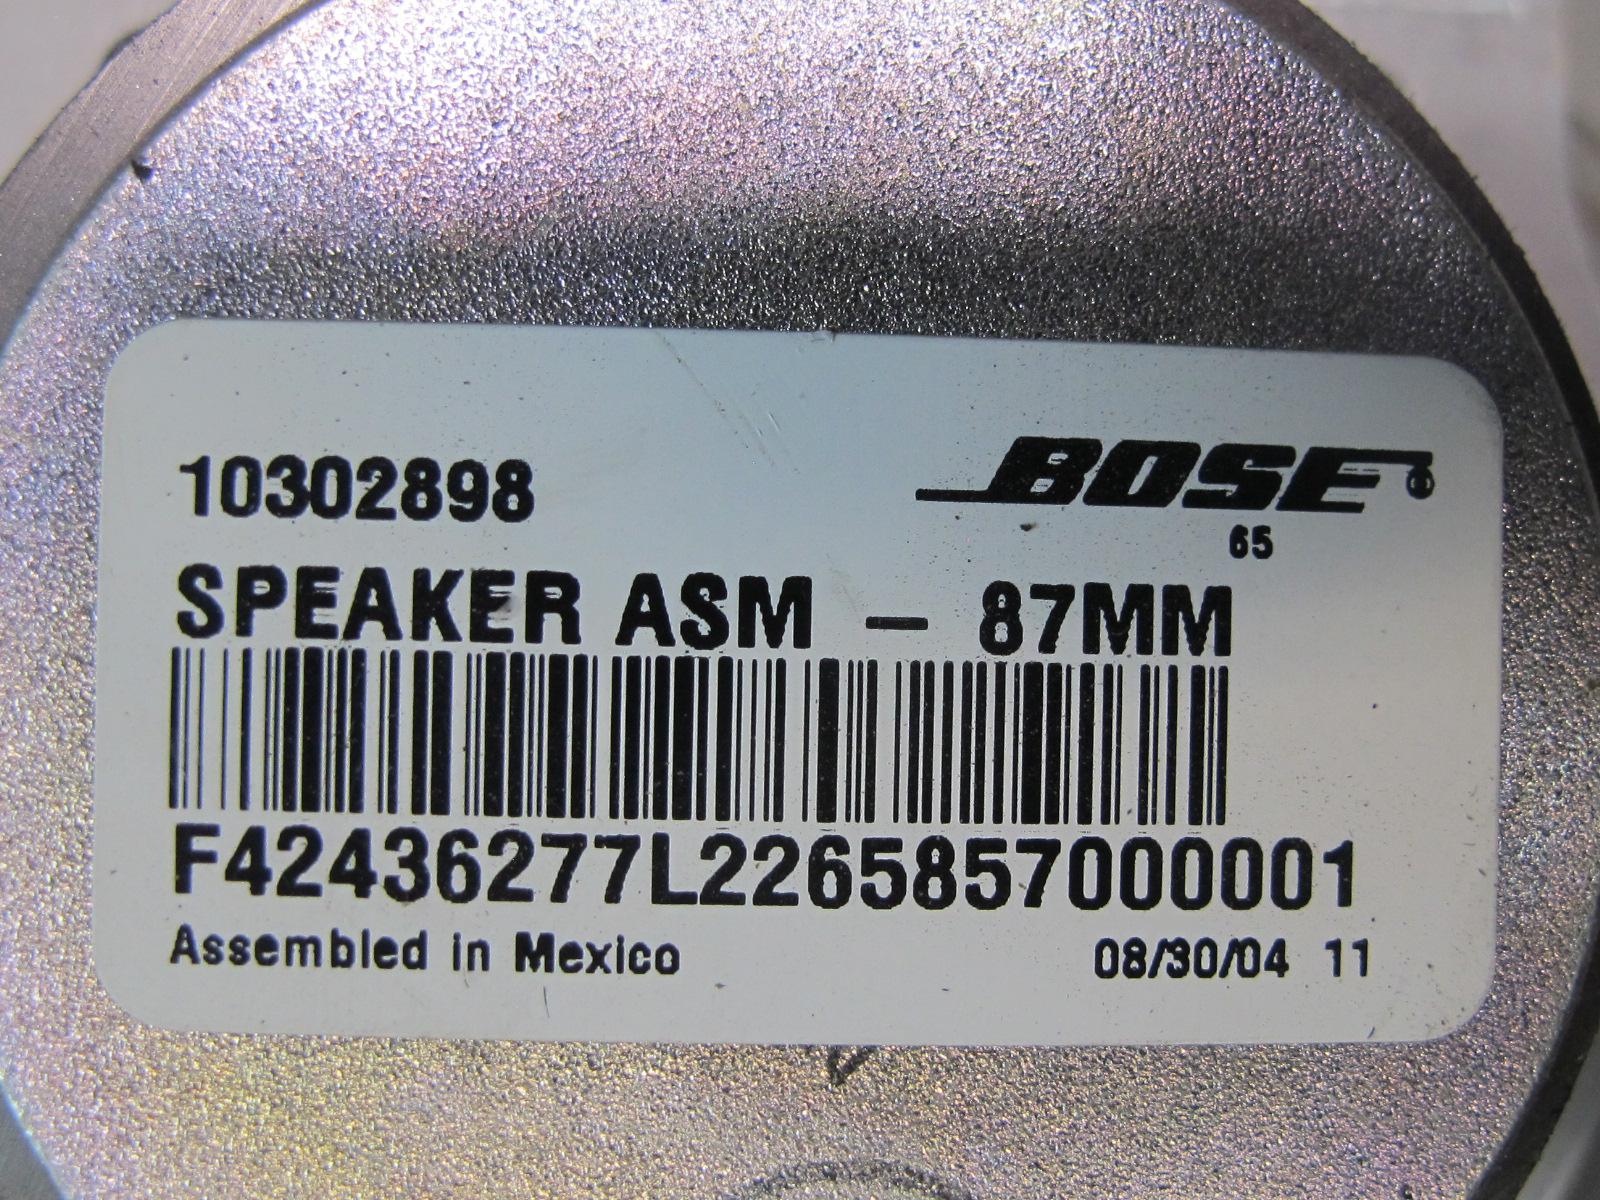 10302898
BOSE
65
SPEAKER ASM - 87MM
F42436277L2265857000001
Assembled in Mexico 08/30/04 11